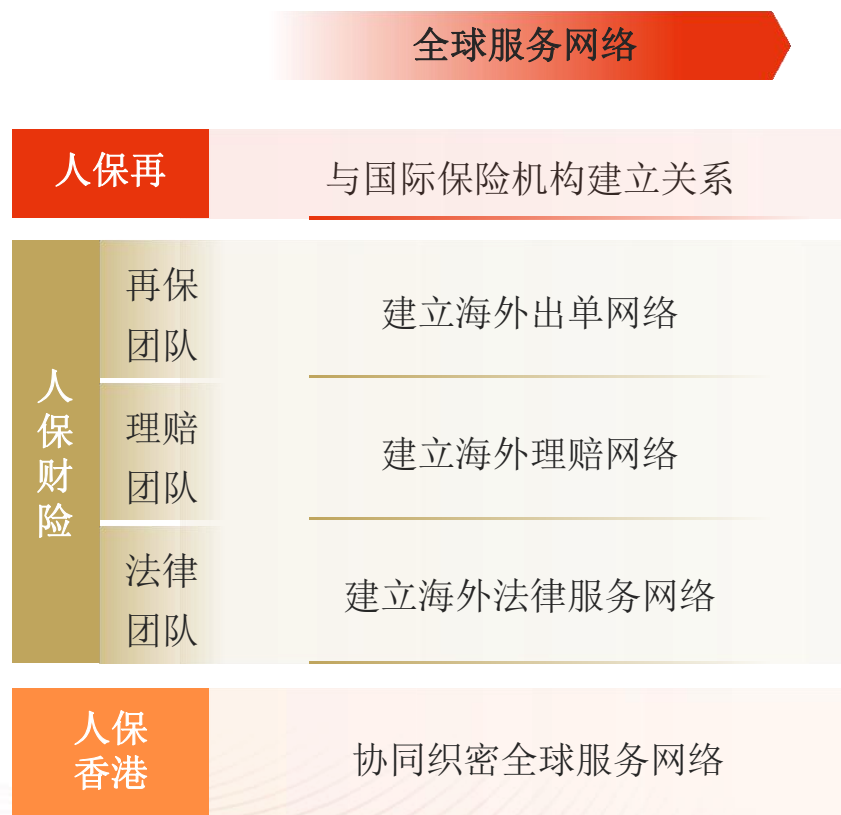 全球服务网络
人保再
与国际保险机构建立关系
人保财险
再保
团队
建立海外出单网络
理赔
团队
建立海外理赔网络
法律
团队
建立海外法律服务网络
人保
香港
协同织密全球服务网络